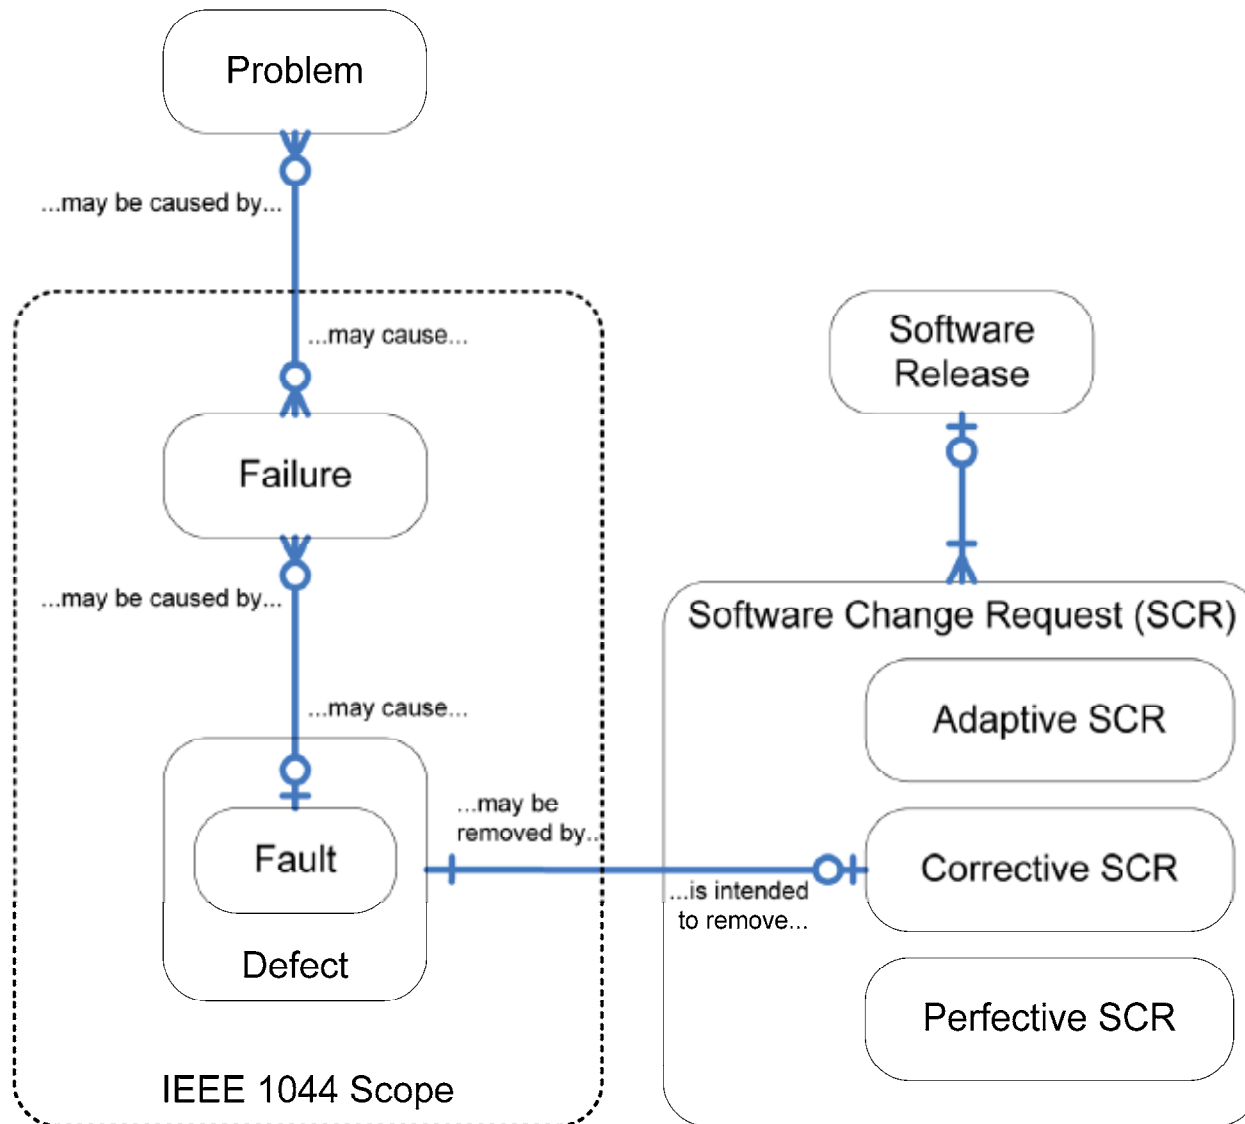 Problem
...may be caused by...
...may cause...
Failure
...may be caused by...
...may cause...
Fault
Defect
IEEE 1044 Scope
...may be
removed by...
...is intended
to remove...
Software
Release
Software Change Request (SCR)
Adaptive SCR
Corrective SCR
Perfective SCR